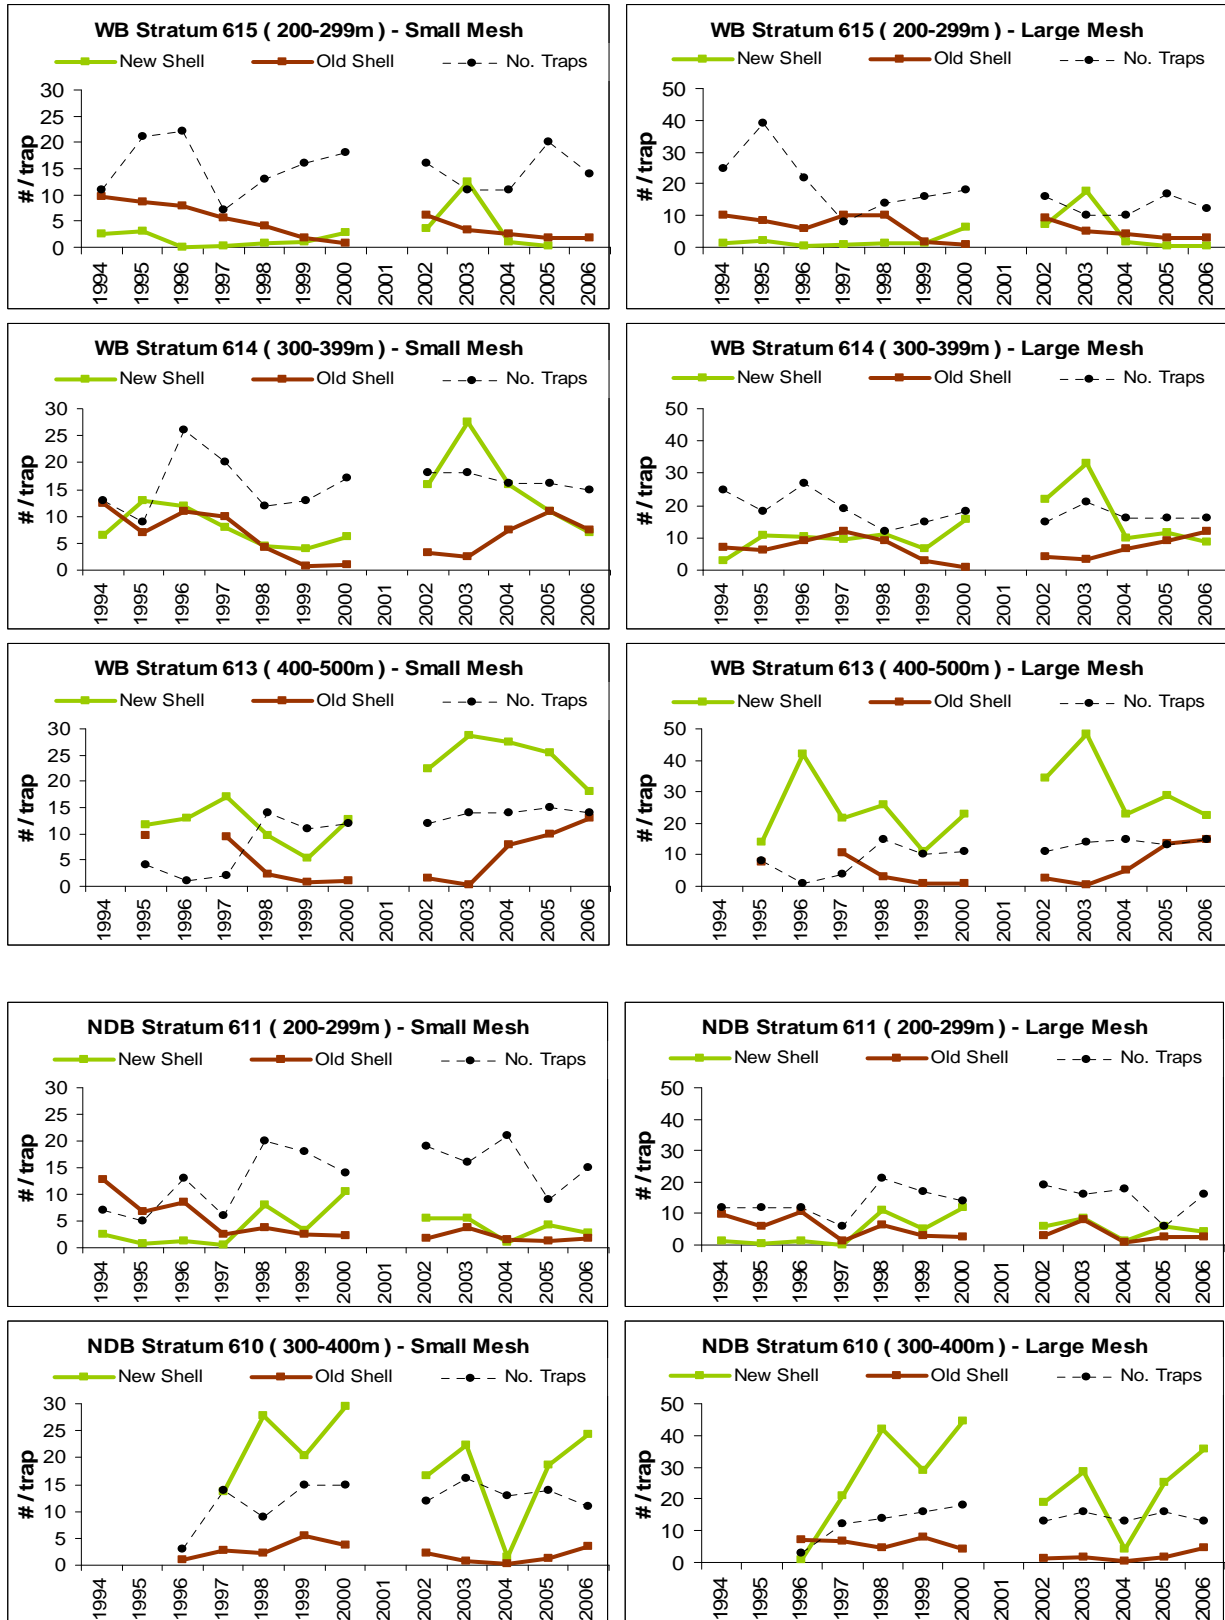 WB Stratum 615 ( 200-299m ) - Small Mesh
New Shell Old Shell No. Traps
# / trap
30
25
20
15
10
5
0
1994 1995 1996 1997 1998 1999 2000 2001 2002 2003 2004 2005 2006
WB Stratum 615 ( 200-299m ) - Large Mesh
New Shell Old Shell No. Traps
# / trap
50
40
30
20
10
0
1994 1995 1996 1997 1998 1999 2000 2001 2002 2003 2004 2005 2006
WB Stratum 614 ( 300-399m ) - Small Mesh
New Shell Old Shell No. Traps
# / trap
30
25
20
15
10
5
0
1994 1995 1996 1997 1998 1999 2000 2001 2002 2003 2004 2005 2006
WB Stratum 614 ( 300-399m ) - Large Mesh
New Shell Old Shell No. Traps
# / trap
50
40
30
20
10
0
1994 1995 1996 1997 1998 1999 2000 2001 2002 2003 2004 2005 2006
WB Stratum 613 ( 400-500m ) - Small Mesh
New Shell Old Shell No. Traps
# / trap
30
25
20
15
10
5
0
1994 1995 1996 1997 1998 1999 2000 2001 2002 2003 2004 2005 2006
WB Stratum 613 ( 400-500m ) - Large Mesh
New Shell Old Shell No. Traps
# / trap
50
40
30
20
10
0
1994 1995 1996 1997 1998 1999 2000 2001 2002 2003 2004 2005 2006
NDB Stratum 611 ( 200-299m ) - Small Mesh
New Shell Old Shell No. Traps
# / trap
30
25
20
15
10
5
0
1994 1995 1996 1997 1998 1999 2000 2001 2002 2003 2004 2005 2006
NDB Stratum 611 ( 200-299m ) - Large Mesh
New Shell Old Shell No. Traps
# / trap
50
40
30
20
10
0
1994 1995 1996 1997 1998 1999 2000 2001 2002 2003 2004 2005 2006
NDB Stratum 610 ( 300-400m ) - Small Mesh
New Shell Old Shell No. Traps
# / trap
30
25
20
15
10
5
0
1994 1995 1996 1997 1998 1999 2000 2001 2002 2003 2004 2005 2006
NDB Stratum 610 ( 300-400m ) - Large Mesh
New Shell Old Shell No. Traps
# / trap
50
40
30
20
10
0
1994 1995 1996 1997 1998 1999 2000 2001 2002 2003 2004 2005 2006